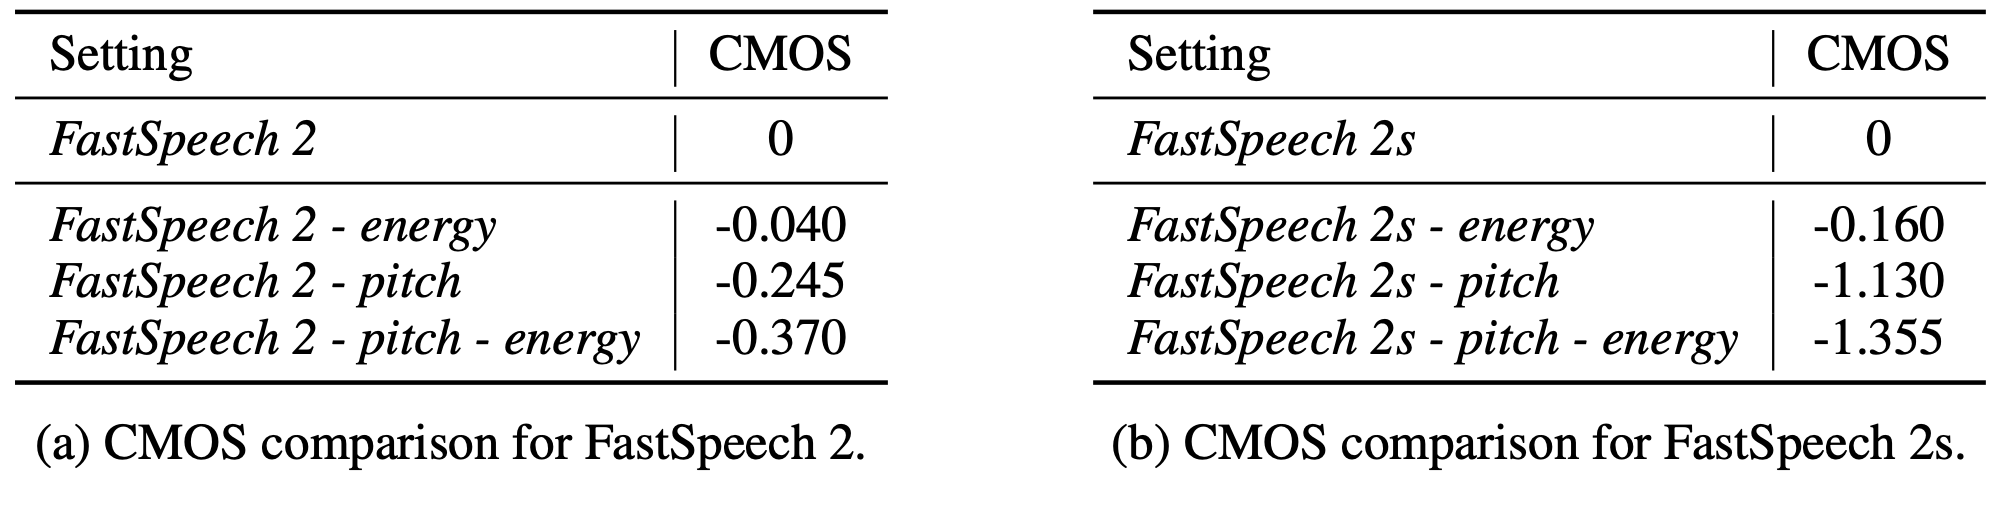 Setting CMOS
FastSpeech 2 0
FastSpeech 2 - energy -0.040
FastSpeech 2 - pitch -0.245
FastSpeech 2 - pitch - energy -0.370
(a) CMOS comparison for FastSpeech 2.
Setting CMOS
FastSpeech 2s 0
FastSpeech 2s - energy -0.160
FastSpeech 2s - pitch -1.130
FastSpeech 2s - pitch - energy -1.355
(b) CMOS comparison for FastSpeech 2s.